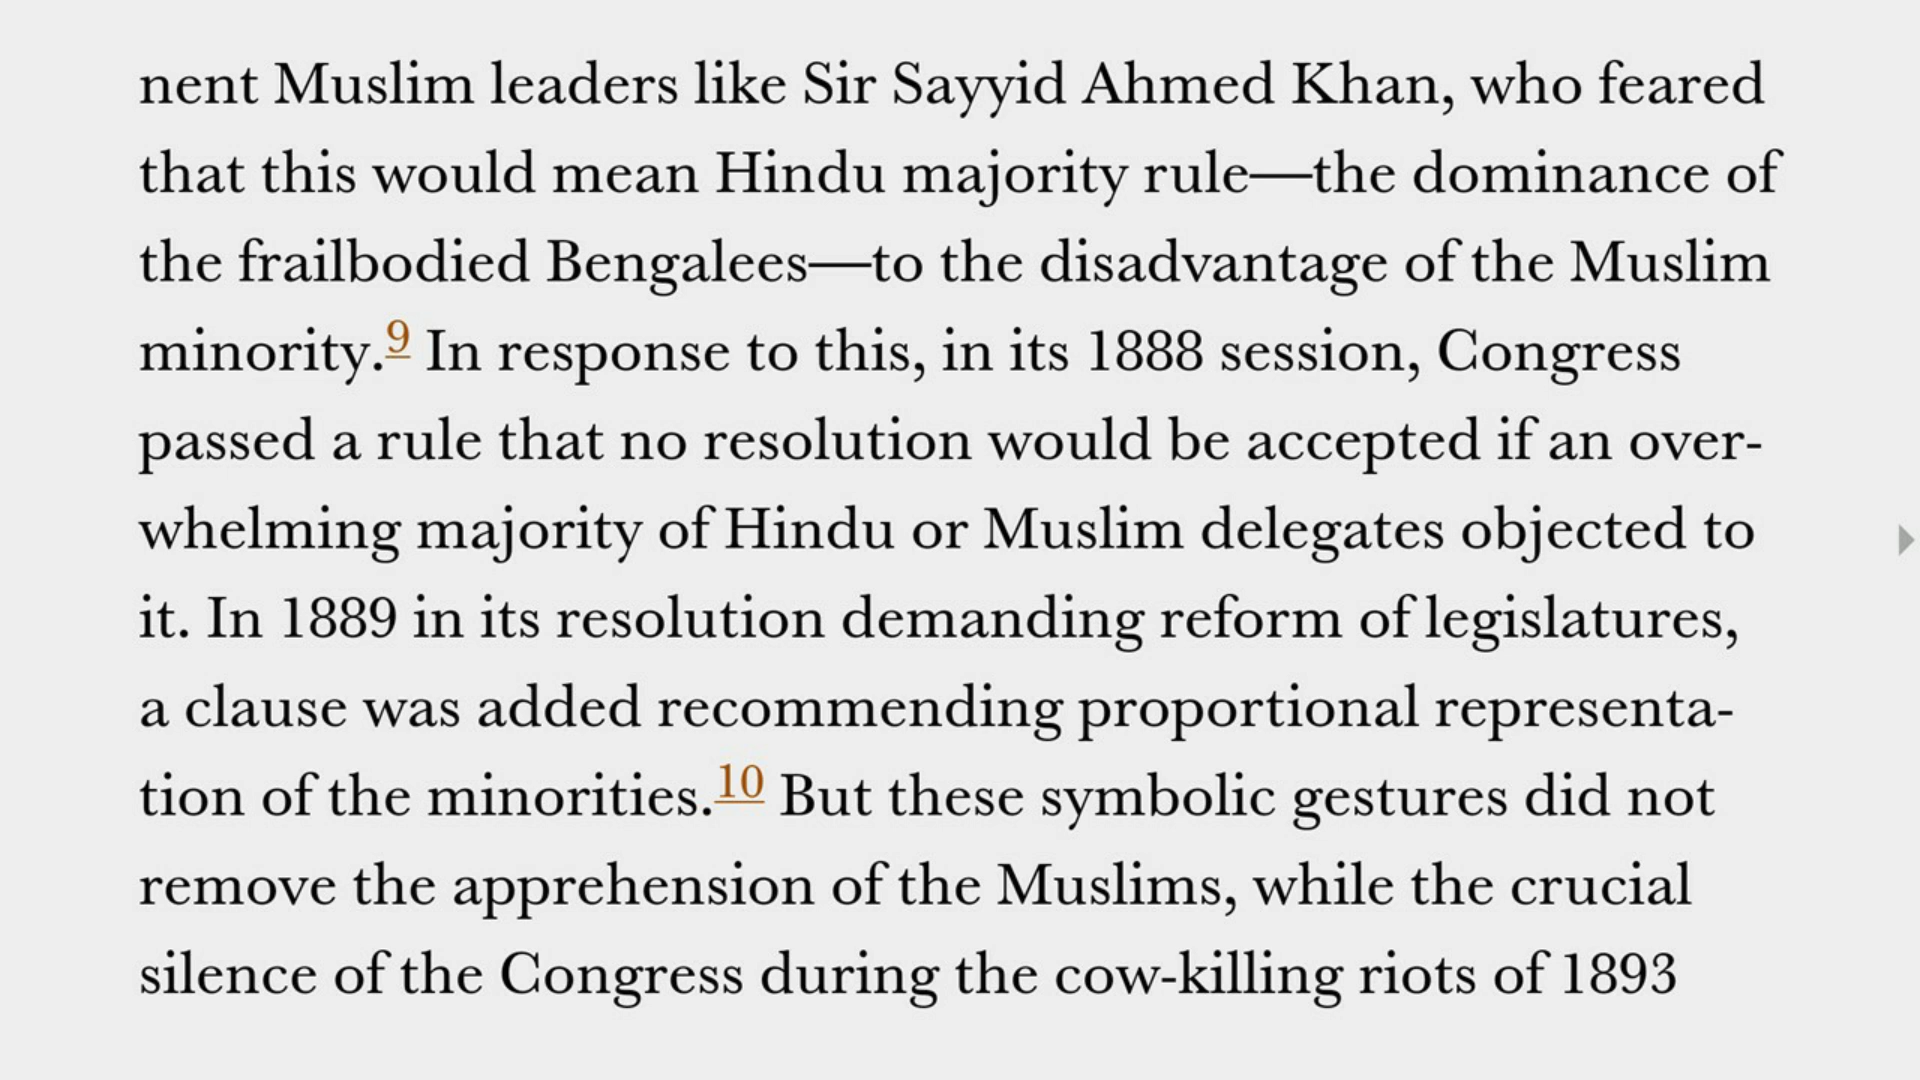 nent Muslim leaders like Sir Sayyid Ahmed Khan, who feared
that this would mean Hindu majority rule—the dominance of
the frailbodied Bengalees—to the disadvantage of the Muslim
minority.9 In response to this, in its 1888 session, Congress
passed a rule that no resolution would be accepted if an over-
whelming majority of Hindu or Muslim delegates objected to
it. In 1889 in its resolution demanding reform of legislatures,
a clause was added recommending proportional representa-
tion of the minorities.10 But these symbolic gestures did not
remove the apprehension of the Muslims, while the crucial
silence of the Congress during the cow-killing riots of 1893